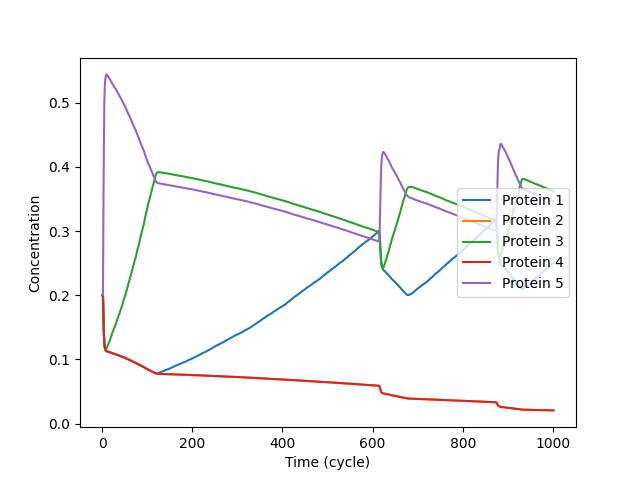 0.5
0.4
0.3
0.2
0.1
0.0
Concentration
Protein 1
Protein 2
Protein 3
Protein 4
Protein 5
0 200 400 600 800 1000
Time (cycle)